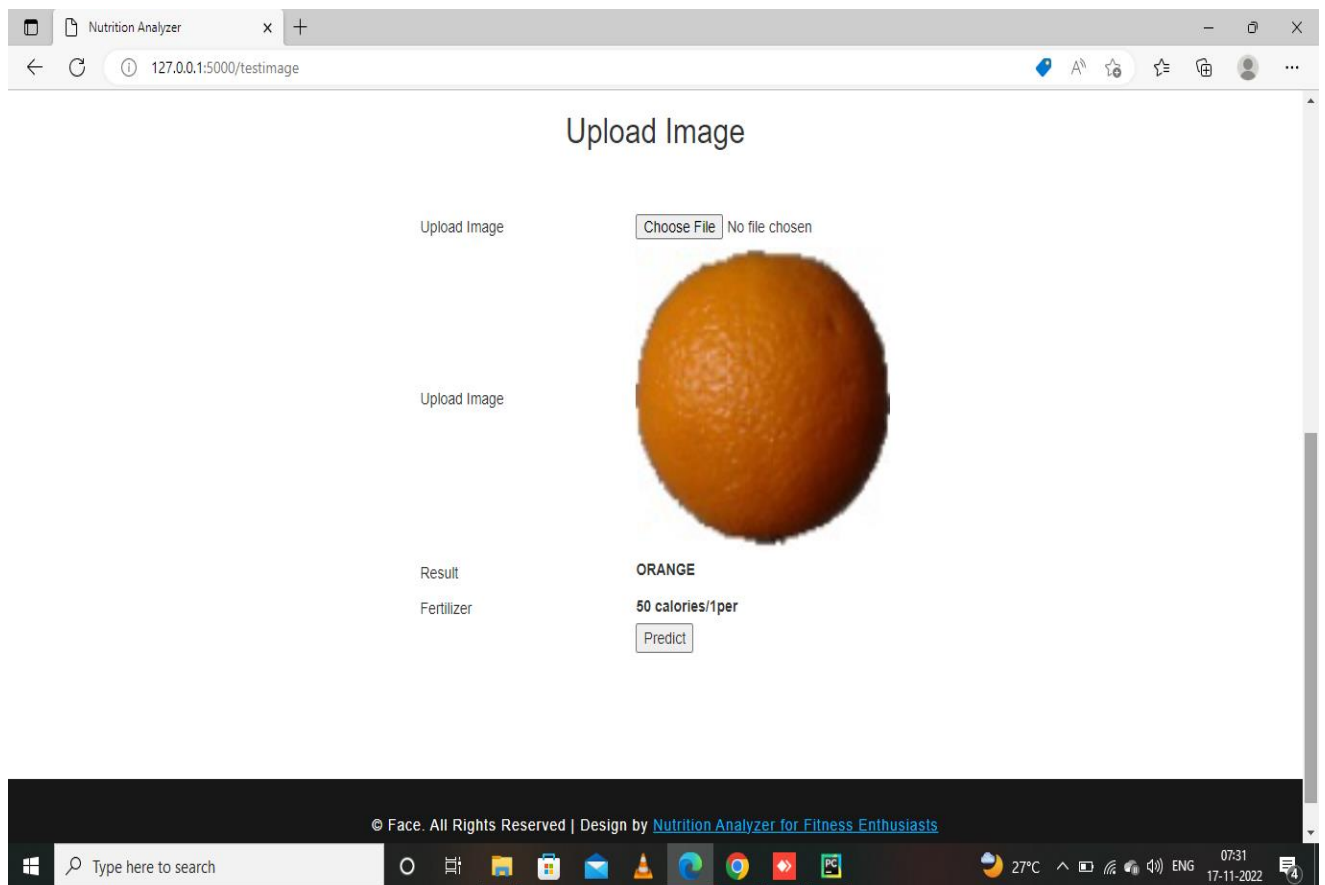 Nutrition Analyzer
127.0.0.1:5000/testimage
Upload Image
Upload Image
Choose File No file chosen
Upload Image
Result
ORANGE
Fertilizer
50 calories/1per
Predict
© Face. All Rights Reserved | Design by Nutrition Analyzer for Fitness Enthusiasts
Type here to search
PC
27°C
ENG
07:31
17-11-2022
4